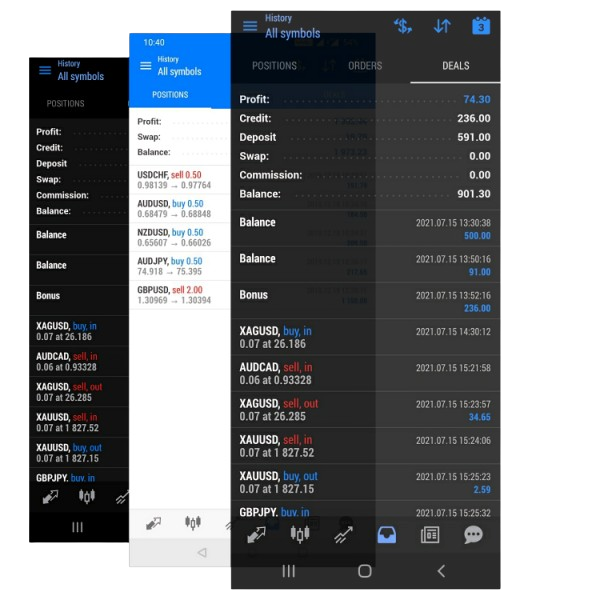 History
All symbols
POSITIONS
Profit:
Credit:
Deposit
Swap:
Commission:
Balance:
Balance
Balance
Bonus
XAGUSD, buy, in
0.07 at 26.186
AUDCAD, sell, in
0.06 at 0.93328
XAGUSD, sell, out
0.07 at 26.285
XAUUSD, sell, in
0.07 at 1 827.52
XAUUSD, buy, out
0.07 at 1 827.15
GBPJPY, buy, in
10:40
History
All symbols
POSITIONS
Profit:
Swap:
Balance:
USDCHF, sell 0.50
0.98139 → 0.97764
AUDUSD, buy 0.50
0.68479 → 0.68848
NZDUSD, buy 0.50
0.65607 → 0.66026
AUDJPY, buy 0.50
74.918 → 75.395
GBPUSD, sell 2.00
1.30969 → 1.30394
History
All symbols
3
POSITIONS ORDERS DEALS
Profit: 74.30
Credit: 236.00
Deposit 591.00
Swap: 0.00
Commission: 0.00
Balance: 901.30
Balance 2021.07.15 13:30:38
500.00
Balance 2021.07.15 13:50:16
91.00
Bonus 2021.07.15 13:52:16
236.00
XAGUSD, buy, in 2021.07.15 14:30:12
0.07 at 26.186
AUDCAD, sell, in 2021.07.15 15:21:58
0.06 at 0.93328
XAGUSD, sell, out 2021.07.15 15:23:57
0.07 at 26.285 34.65
XAUUSD, sell, in 2021.07.15 15:24:06
0.07 at 1 827.52
XAUUSD, buy, out 2021.07.15 15:25:23
0.07 at 1 827.15 2.59
GBPJPY, buy, in 2021.07.15 15:25:32